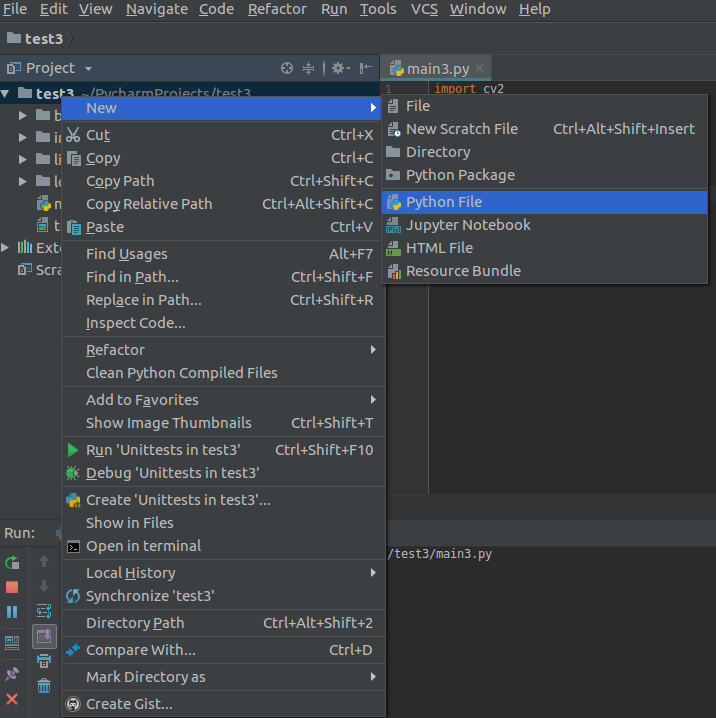 File Edit View Navigate Code Refactor Run Tools VCS Window Help
test3
Project
main3.py
test3 ~/PycharmProjects/test3
1 import cv2
New
File
New Scratch File Ctrl+Alt+Shift+Insert
Directory
Python Package
Python File
Jupyter Notebook
HTML File
Resource Bundle
Cut Ctrl+X
Copy Ctrl+C
Copy Path Ctrl+Shift+C
Copy Relative Path Ctrl+Alt+Shift+C
Paste Ctrl+V
Find Usages Alt+F7
Find in Path... Ctrl+Shift+F
Replace in Path... Ctrl+Shift+R
Inspect Code...
Refactor
Clean Python Compiled Files
Add to Favorites
Show Image Thumbnails Ctrl+Shift+T
Run 'Unittests in test3' Ctrl+Shift+F10
Debug 'Unittests in test3'
Create 'Unittests in test3'...
Show in Files
Open in terminal
Local History
Synchronize 'test3'
Directory Path Ctrl+Alt+Shift+2
Compare With... Ctrl+D
Mark Directory as
Create Gist...
Run:
/test3/main3.py